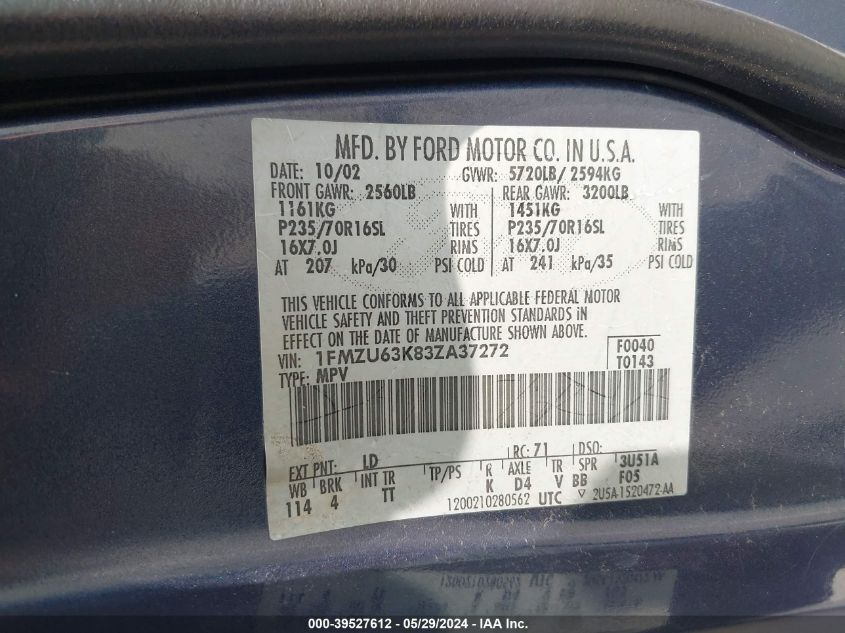 MFD. BY FORD MOTOR CO. IN U.S.A.
DATE: 10/02 GVWR: 5720LB/ 2594KG
FRONT GAWR: 2560LB REAR GAWR: 3200LB
1161KG WITH 1451KG WITH
P235/70R16SL TIRES P235/70R16SL TIRES
16X7.0J RIMS 16X7.0J RIMS
AT 207 kPa/30 PSI COLD AT 241 kPa/35 PSI COLD
THIS VEHICLE CONFORMS TO ALL APPLICABLE FEDERAL MOTOR
VEHICLE SAFETY AND THEFT PREVENTION STANDARDS IN
EFFECT ON THE DATE OF MANUFACTURE SHOWN ABOVE.
VIN: 1FMZU63K83ZA37272 F0040
TYPE: MPV T0143
EXT PNT: LD RC: 71 DSO: 3U51A
WB BRK INT TR TP/PS R AXLE TR SPR F05
114 4 TT K D4 V BB
1200210280562 UTC ▽ 2U5A-1520472-AA
000-39527612 - 05/29/2024 - IAAI.com